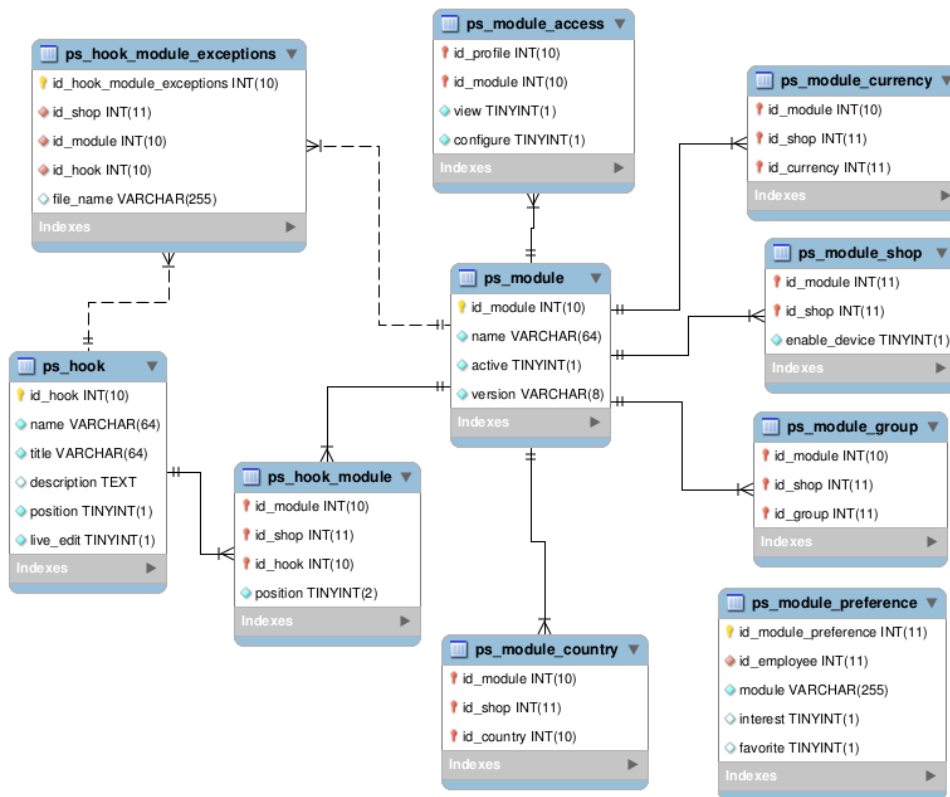 ps_hook_module_exceptions
id_hook_module_exceptions INT(10)
id_shop INT(11)
id_module INT(10)
id_hook INT(10)
file_name VARCHAR(255)
Indexes
ps_module_access
id_profile INT(10)
id_module INT(10)
view TINYINT(1)
configure TINYINT(1)
Indexes
ps_module_currency
id_module INT(10)
id_shop INT(11)
id_currency INT(11)
Indexes
ps_module_shop
id_module INT(11)
id_shop INT(11)
enable_device TINYINT(1)
Indexes
ps_module
id_module INT(10)
name VARCHAR(64)
active TINYINT(1)
version VARCHAR(8)
Indexes
ps_hook
id_hook INT(10)
name VARCHAR(64)
title VARCHAR(64)
description TEXT
position TINYINT(1)
live_edit TINYINT(1)
Indexes
ps_hook_module
id_module INT(10)
id_shop INT(11)
id_hook INT(10)
position TINYINT(2)
Indexes
ps_module_group
id_module INT(10)
id_shop INT(11)
id_group INT(11)
Indexes
ps_module_country
id_module INT(10)
id_shop INT(11)
id_country INT(10)
Indexes
ps_module_preference
id_module_preference INT(11)
id_employee INT(11)
module VARCHAR(255)
interest TINYINT(1)
favorite TINYINT(1)
Indexes